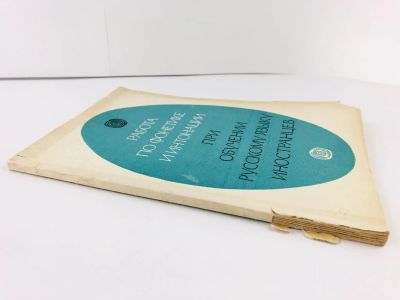 РАБОТА
ПО ФОНЕТИКЕ
И ИНТОНАЦИИ
ПРИ
ОБУЧЕНИИ
РУССКОМУ ЯЗЫКУ
ИНОСТРАНЦЕВ